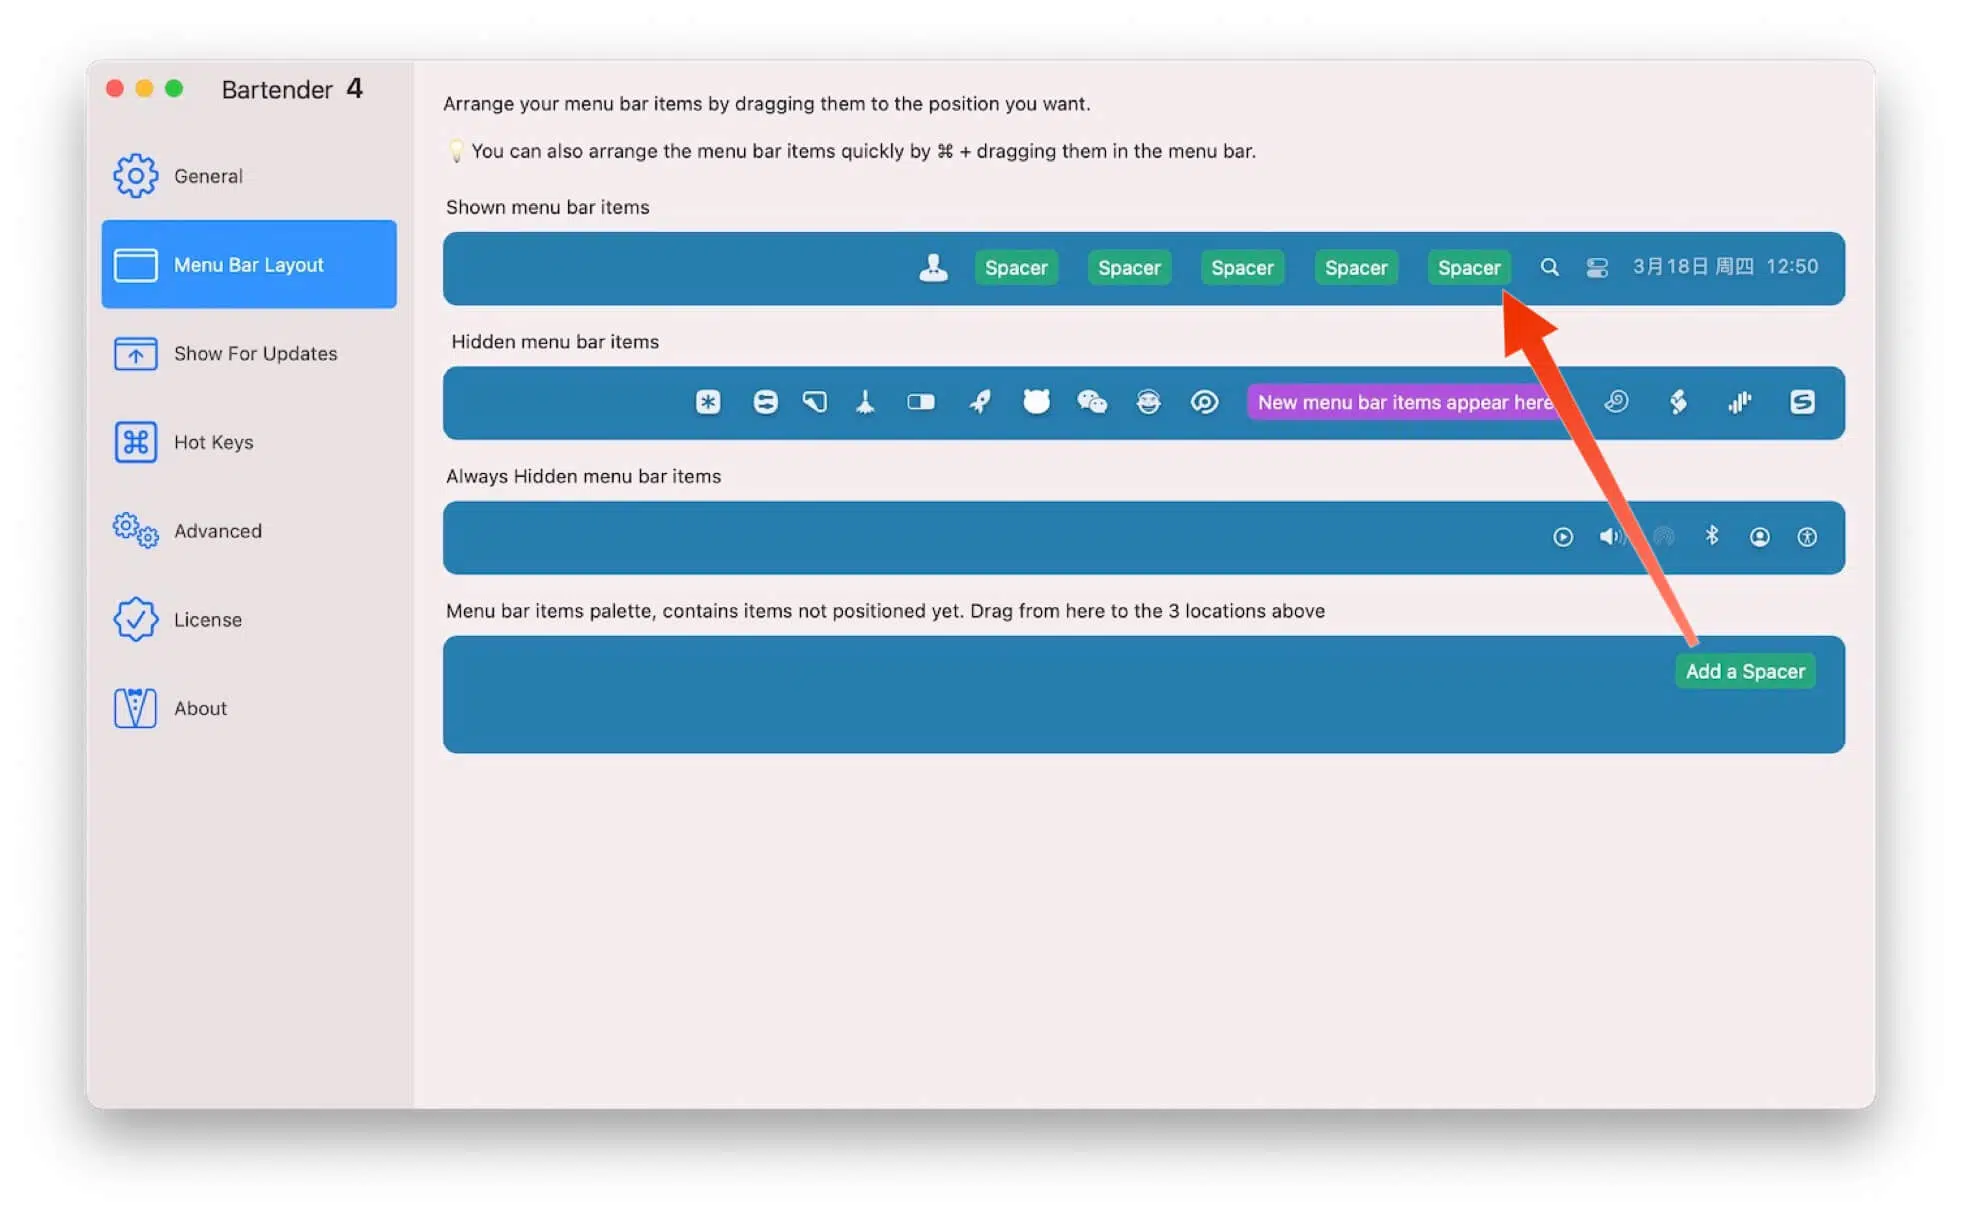 Bartender 4
General
Menu Bar Layout
Show For Updates
Hot Keys
Advanced
License
About
Arrange your menu bar items by dragging them to the position you want.
💡 You can also arrange the menu bar items quickly by ⌘ + dragging them in the menu bar.
Shown menu bar items
Spacer Spacer Spacer Spacer Spacer 3月18日 周四 12:50
Hidden menu bar items
New menu bar items appear here
Always Hidden menu bar items
Menu bar items palette, contains items not positioned yet. Drag from here to the 3 locations above
Add a Spacer